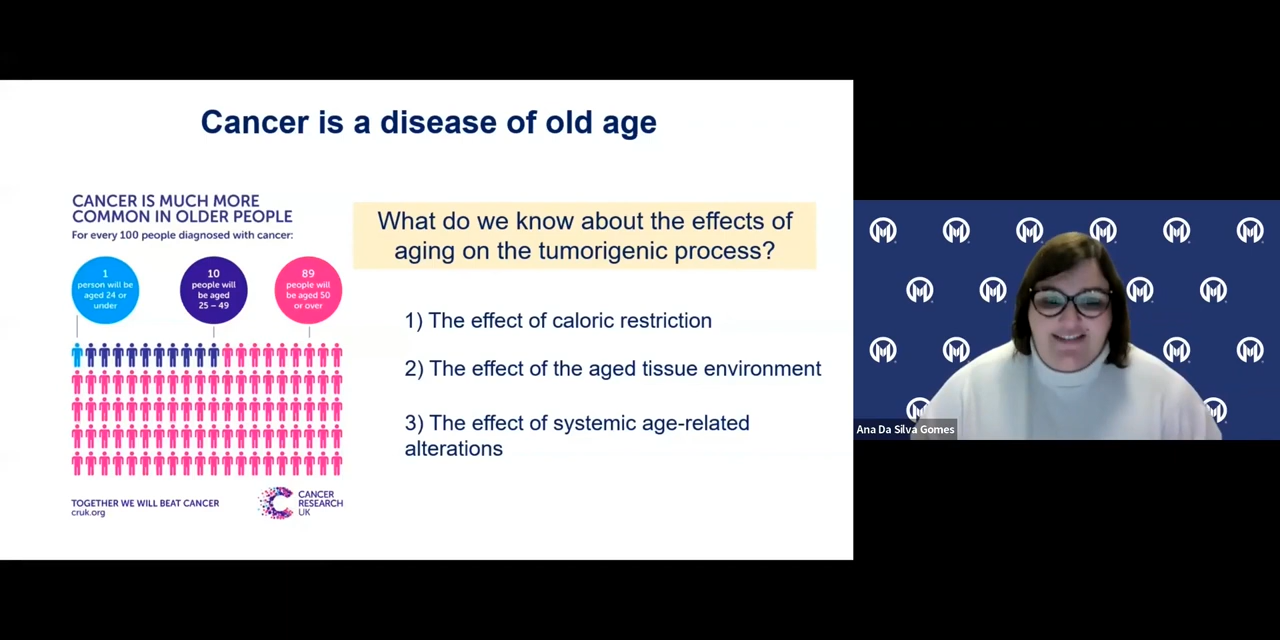 Cancer is a disease of old age
CANCER IS MUCH MORE
COMMON IN OLDER PEOPLE
For every 100 people diagnosed with cancer:
1
person will be
aged 24 or
under
10
people will
be aged
25 – 49
89
people will
be aged 50
or over
TOGETHER WE WILL BEAT CANCER
cruk.org
CANCER
RESEARCH
UK
What do we know about the effects of
aging on the tumorigenic process?
1) The effect of caloric restriction
2) The effect of the aged tissue environment
3) The effect of systemic age-related
alterations
Ana Da Silva Gomes